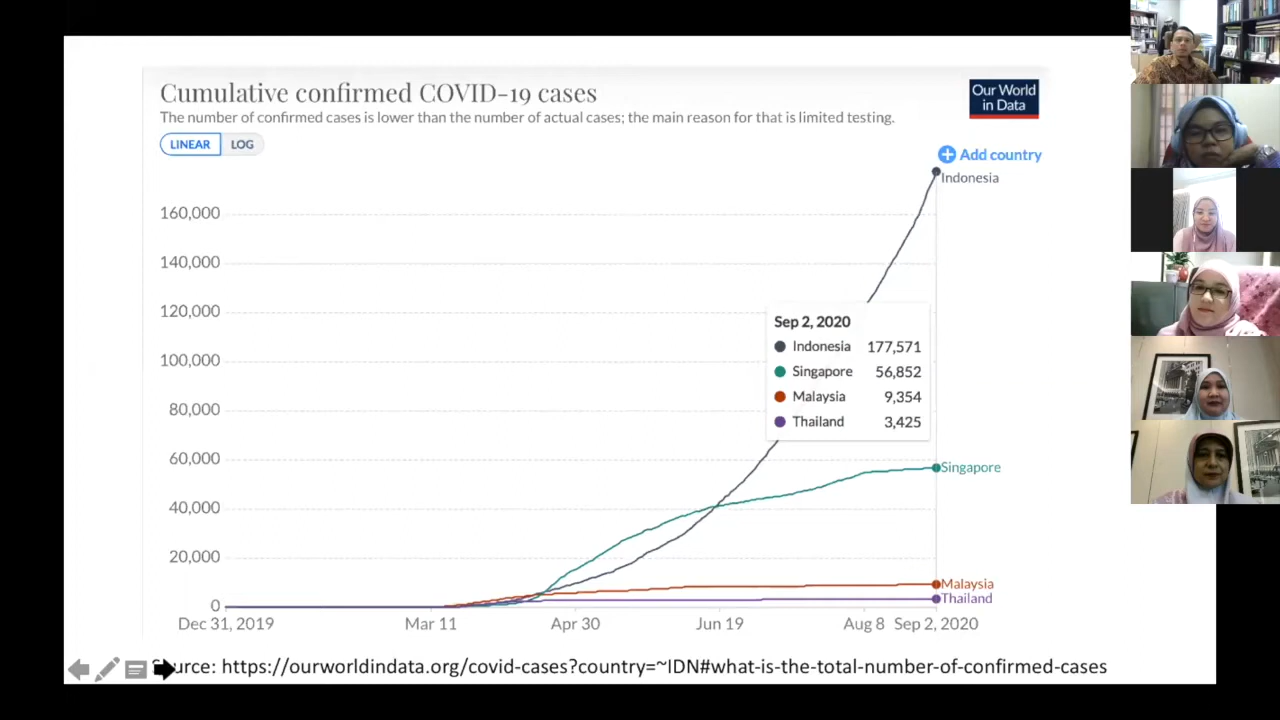 Cumulative confirmed COVID-19 cases
The number of confirmed cases is lower than the number of actual cases; the main reason for that is limited testing.
Our World
in Data
LINEAR LOG
Add country
Indonesia
160,000
140,000
120,000
100,000
80,000
60,000
40,000
20,000
0
Sep 2, 2020
Indonesia 177,571
Singapore 56,852
Malaysia 9,354
Thailand 3,425
Singapore
Malaysia
Thailand
Dec 31, 2019 Mar 11 Apr 30 Jun 19 Aug 8 Sep 2, 2020
Source: https://ourworldindata.org/covid-cases?country=~IDN#what-is-the-total-number-of-confirmed-cases